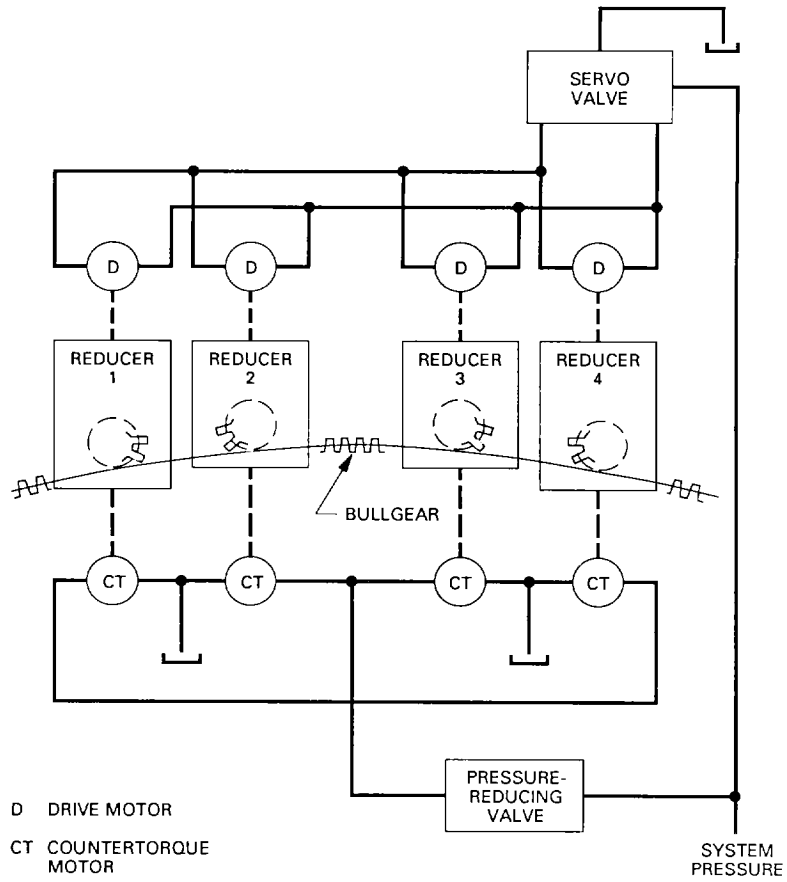 SERVO
VALVE
D
D
D
D
REDUCER
1
REDUCER
2
REDUCER
3
REDUCER
4
BULLGEAR
CT
CT
CT
CT
PRESSURE-
REDUCING
VALVE
D DRIVE MOTOR
CT COUNTERTORQUE
MOTOR
SYSTEM
PRESSURE